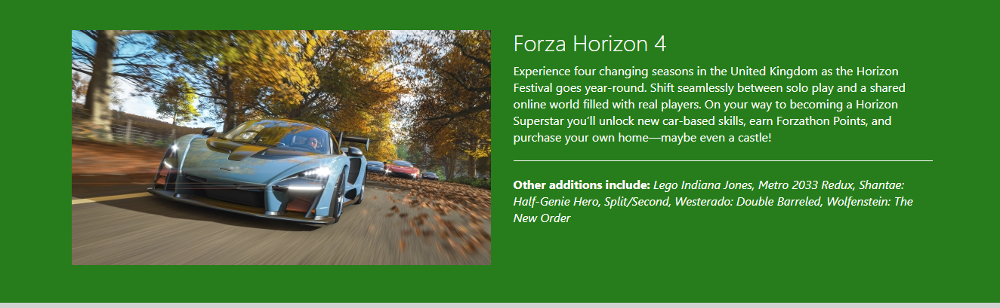 Forza Horizon 4
Experience four changing seasons in the United Kingdom as the Horizon
Festival goes year-round. Shift seamlessly between solo play and a shared
online world filled with real players. On your way to becoming a Horizon
Superstar you'll unlock new car-based skills, earn Forzathon Points, and
purchase your own home—maybe even a castle!
Other additions include: Lego Indiana Jones, Metro 2033 Redux, Shantae:
Half-Genie Hero, Split/Second, Westerado: Double Barreled, Wolfenstein: The
New Order